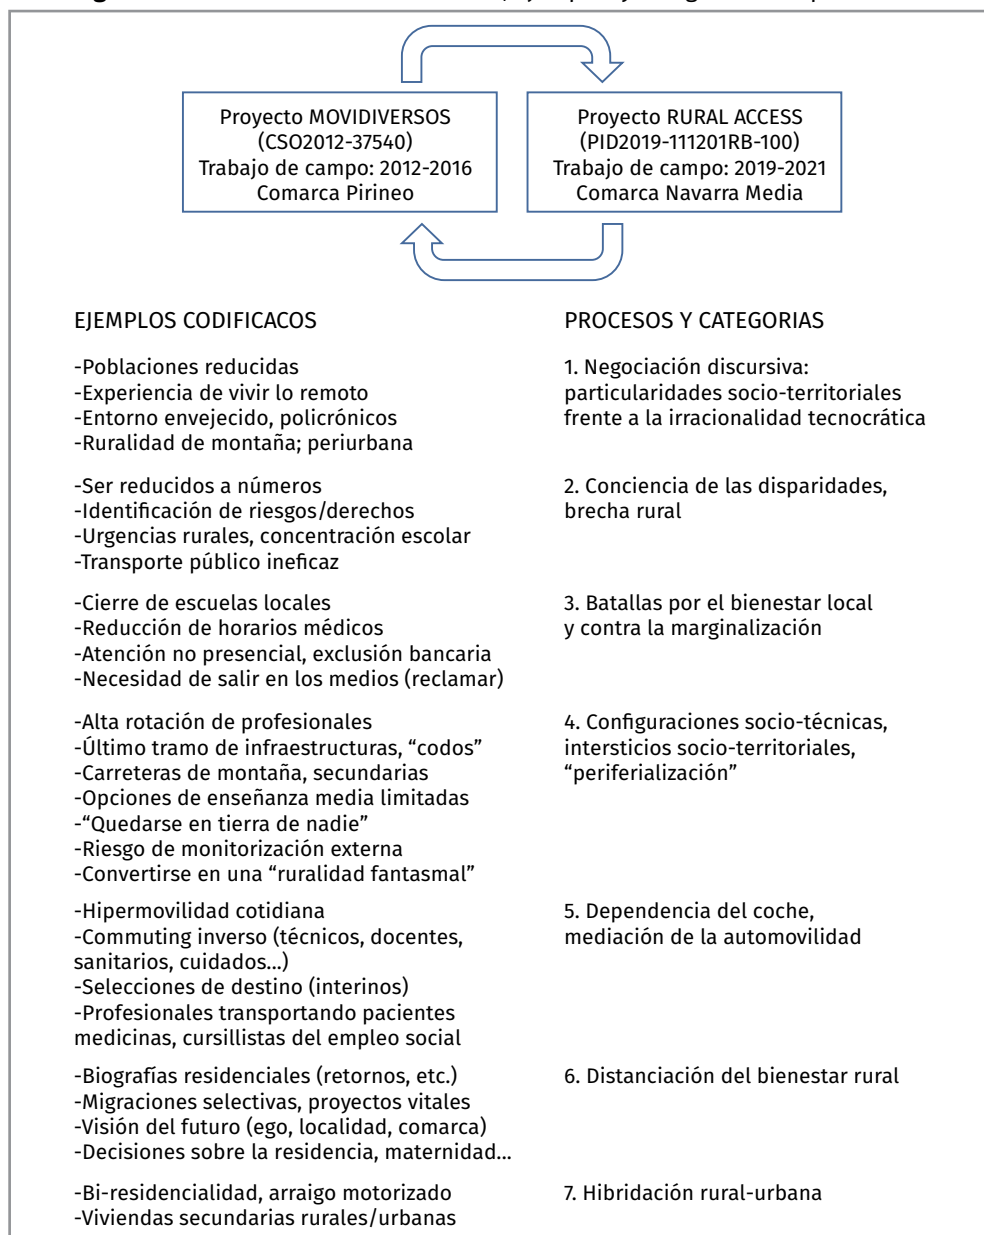 Proyecto MOVIDIVERSOS
(CSO2012-37540)
Trabajo de campo: 2012-2016
Comarca Pirineo
Proyecto RURAL ACCESS
(PID2019-111201RB-100)
Trabajo de campo: 2019-2021
Comarca Navarra Media
EJEMPLOS CODIFICACOS
PROCESOS Y CATEGORIAS
-Poblaciones reducidas
-Experiencia de vivir lo remoto
-Entorno envejecido, policrónicos
-Ruralidad de montaña; periurbana
1. Negociación discursiva:
particularidades socio-territoriales
frente a la irracionalidad tecnocrática
-Ser reducidos a números
-Identificación de riesgos/derechos
-Urgencias rurales, concentración escolar
-Transporte público ineficaz
2. Conciencia de las disparidades,
brecha rural
-Cierre de escuelas locales
-Reducción de horarios médicos
-Atención no presencial, exclusión bancaria
-Necesidad de salir en los medios (reclamar)
3. Batallas por el bienestar local
y contra la marginalización
-Alta rotación de profesionales
-Último tramo de infraestructuras, “codos”
-Carreteras de montaña, secundarias
-Opciones de enseñanza media limitadas
-“Quedarse en tierra de nadie”
-Riesgo de monitorización externa
-Convertirse en una “ruralidad fantasmal”
4. Configuraciones socio-técnicas,
intersticios socio-territoriales,
“periferialización”
-Hipermovilidad cotidiana
-Commuting inverso (técnicos, docentes,
sanitarios, cuidados...)
-Selecciones de destino (interinos)
-Profesionales transportando pacientes
medicinas, cursillistas del empleo social
5. Dependencia del coche,
mediación de la automovilidad
-Biografías residenciales (retornos, etc.)
-Migraciones selectivas, proyectos vitales
-Visión del futuro (ego, localidad, comarca)
-Decisiones sobre la residencia, maternidad...
6. Distanciación del bienestar rural
-Bi-residencialidad, arraigo motorizado
-Viviendas secundarias rurales/urbanas
7. Hibridación rural-urbana